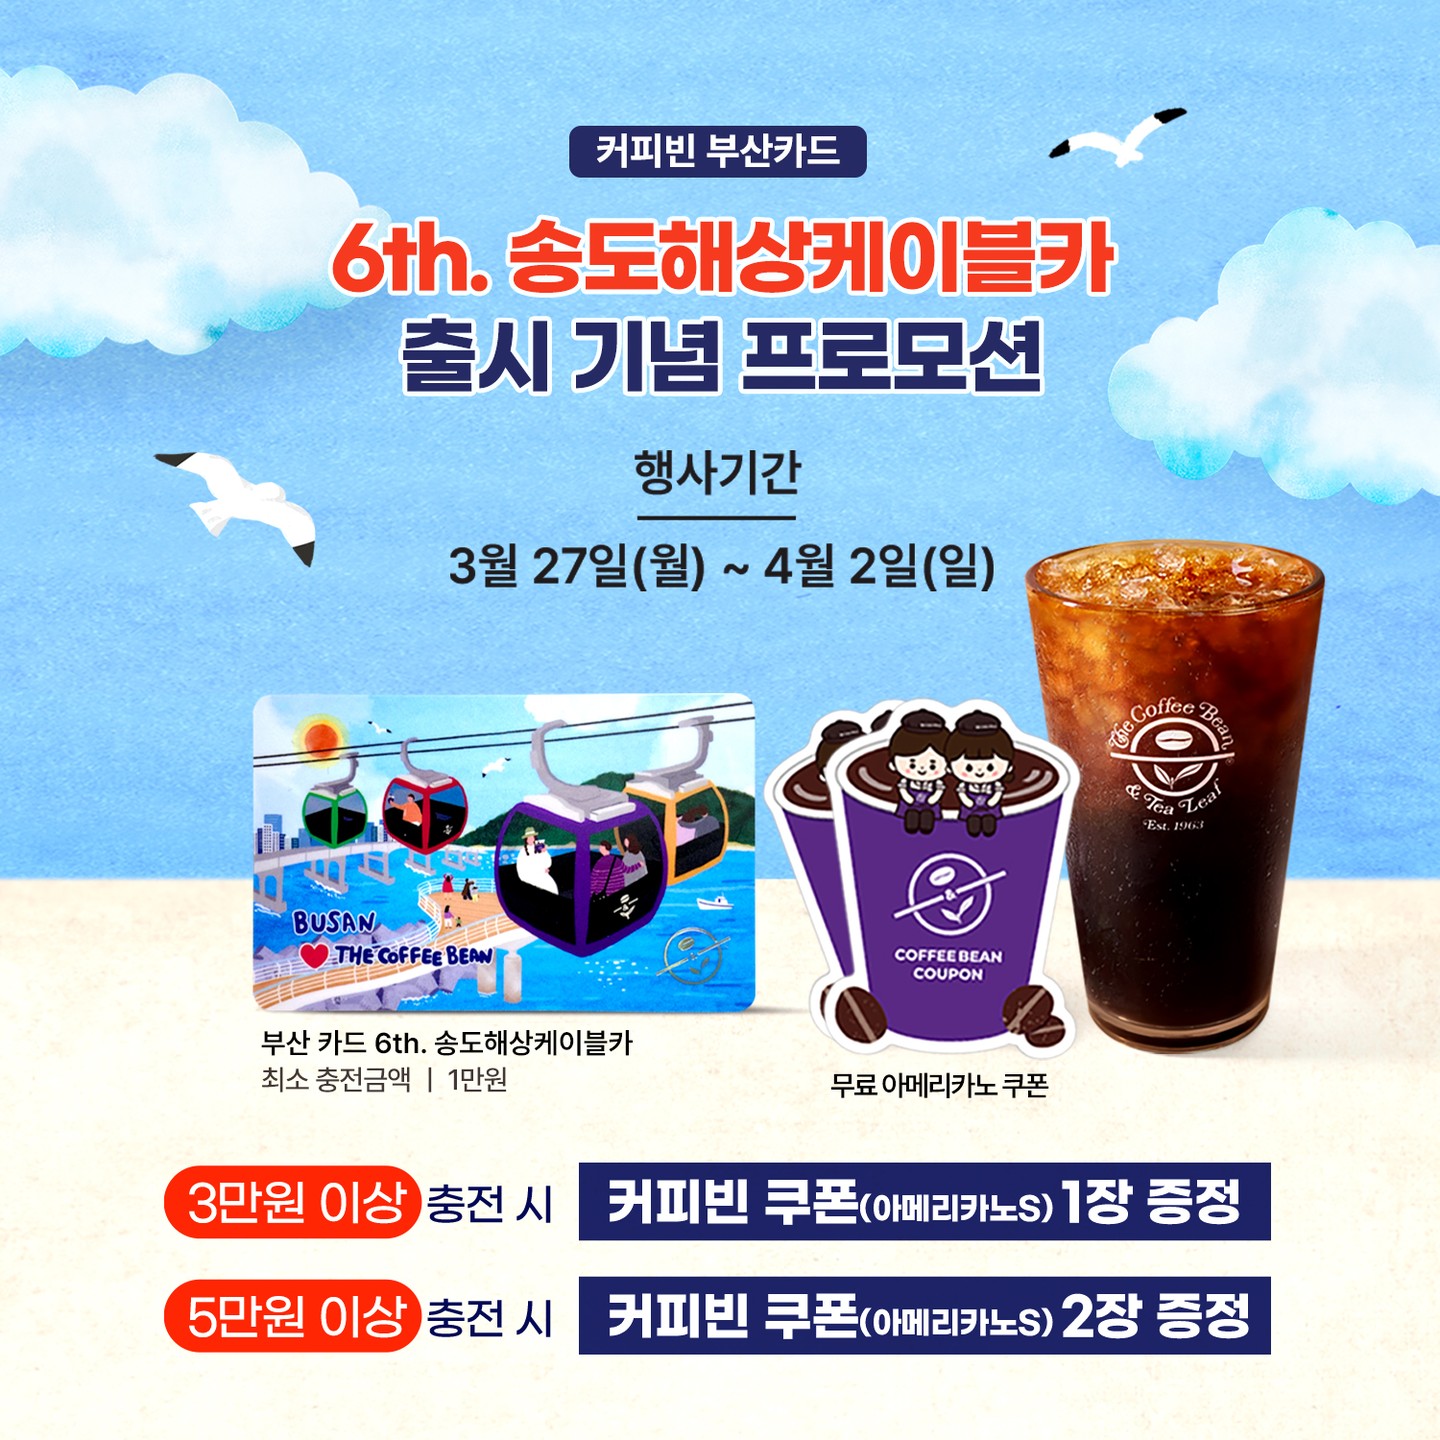 커피빈 부산카드
6th. 송도해상케이블카
출시 기념 프로모션
행사기간
3월 27일(월) ~ 4월 2일(일)
The Coffee Bean
& Tea Leaf
Est. 1963
BUSAN
THE COFFEE BEAN
&
COFFEE BEAN
COUPON
부산 카드 6th. 송도해상케이블카
최소 충전금액 | 1만원
무료 아메리카노 쿠폰
3만원 이상 충전 시 커피빈 쿠폰(아메리카노S) 1장 증정
5만원 이상 충전 시 커피빈 쿠폰(아메리카노S) 2장 증정